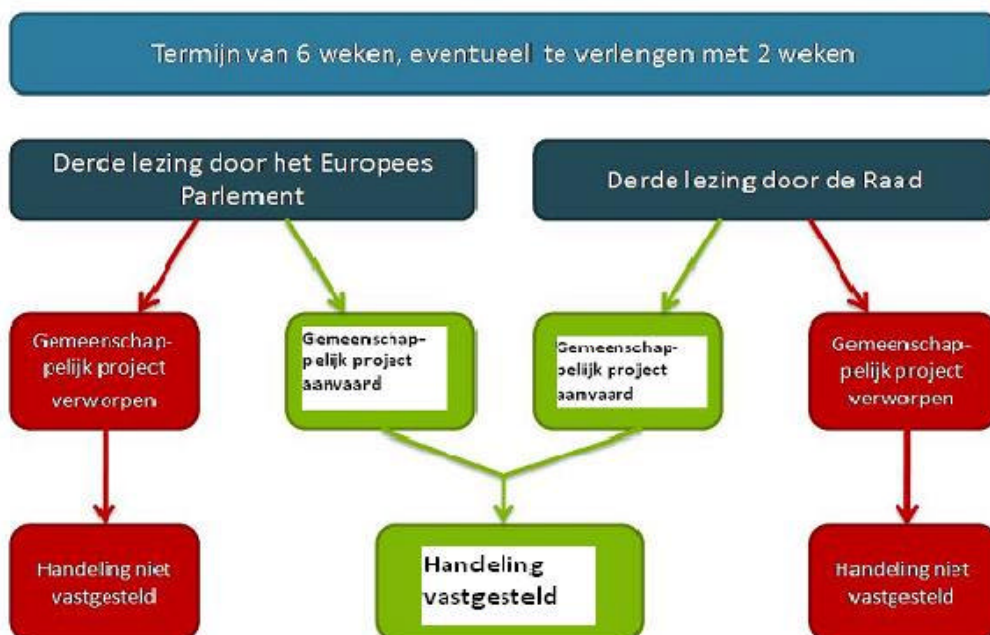 Termijn van 6 weken, eventueel te verlengen met 2 weken
Derde lezing door het Europees
Parlement
Derde lezing door de Raad
Gemeenschap-
pelijk project
verworpen
Gemeenschap-
pelijk project
aanvaard
Gemeenschap-
pelijk project
aanvaard
Gemeenschap-
pelijk project
verworpen
Handeling niet
vastgesteld
Handeling
vastgesteld
Handeling niet
vastgesteld